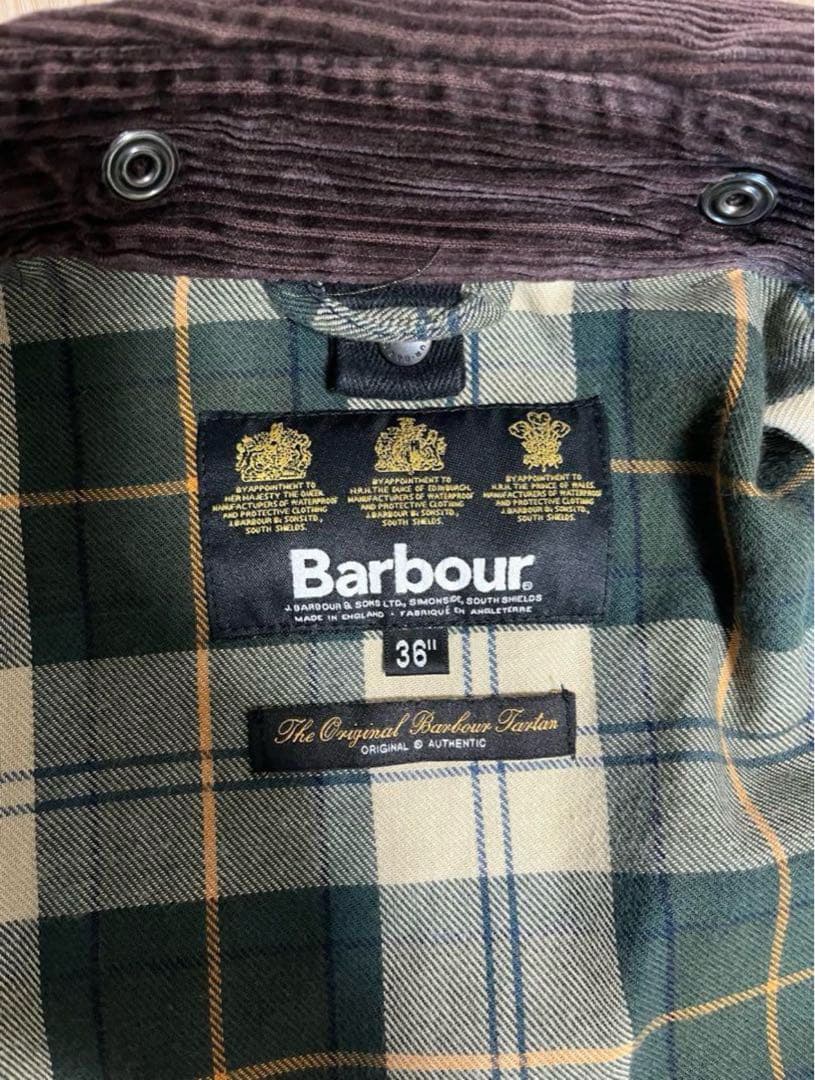 BY APPOINTMENT TO
HER MAJESTY THE QUEEN
MANUFACTURERS OF WATERPROOF
AND PROTECTIVE CLOTHING
J.BARBOUR & SONS LTD,
SOUTH SHIELDS.
BY APPOINTMENT TO
H.R.H. THE DUKE OF EDINBURGH,
MANUFACTURERS OF WATERPROOF
AND PROTECTIVE CLOTHING
J.BARBOUR & SONS LTD,
SOUTH SHIELDS.
BY APPOINTMENT TO
H.R.H. THE PRINCE OF WALES
MANUFACTURERS OF WATERPROOF
AND PROTECTIVE CLOTHING
J.BARBOUR & SONS LTD,
SOUTH SHIELDS.
Barbour®
J. BARBOUR & SONS LTD., SIMONSIDE, SOUTH SHIELDS
MADE IN ENGLAND • FABRIQUÉ EN ANGLETERRE
36"
The Original Barbour Tartan
ORIGINAL & AUTHENTIC